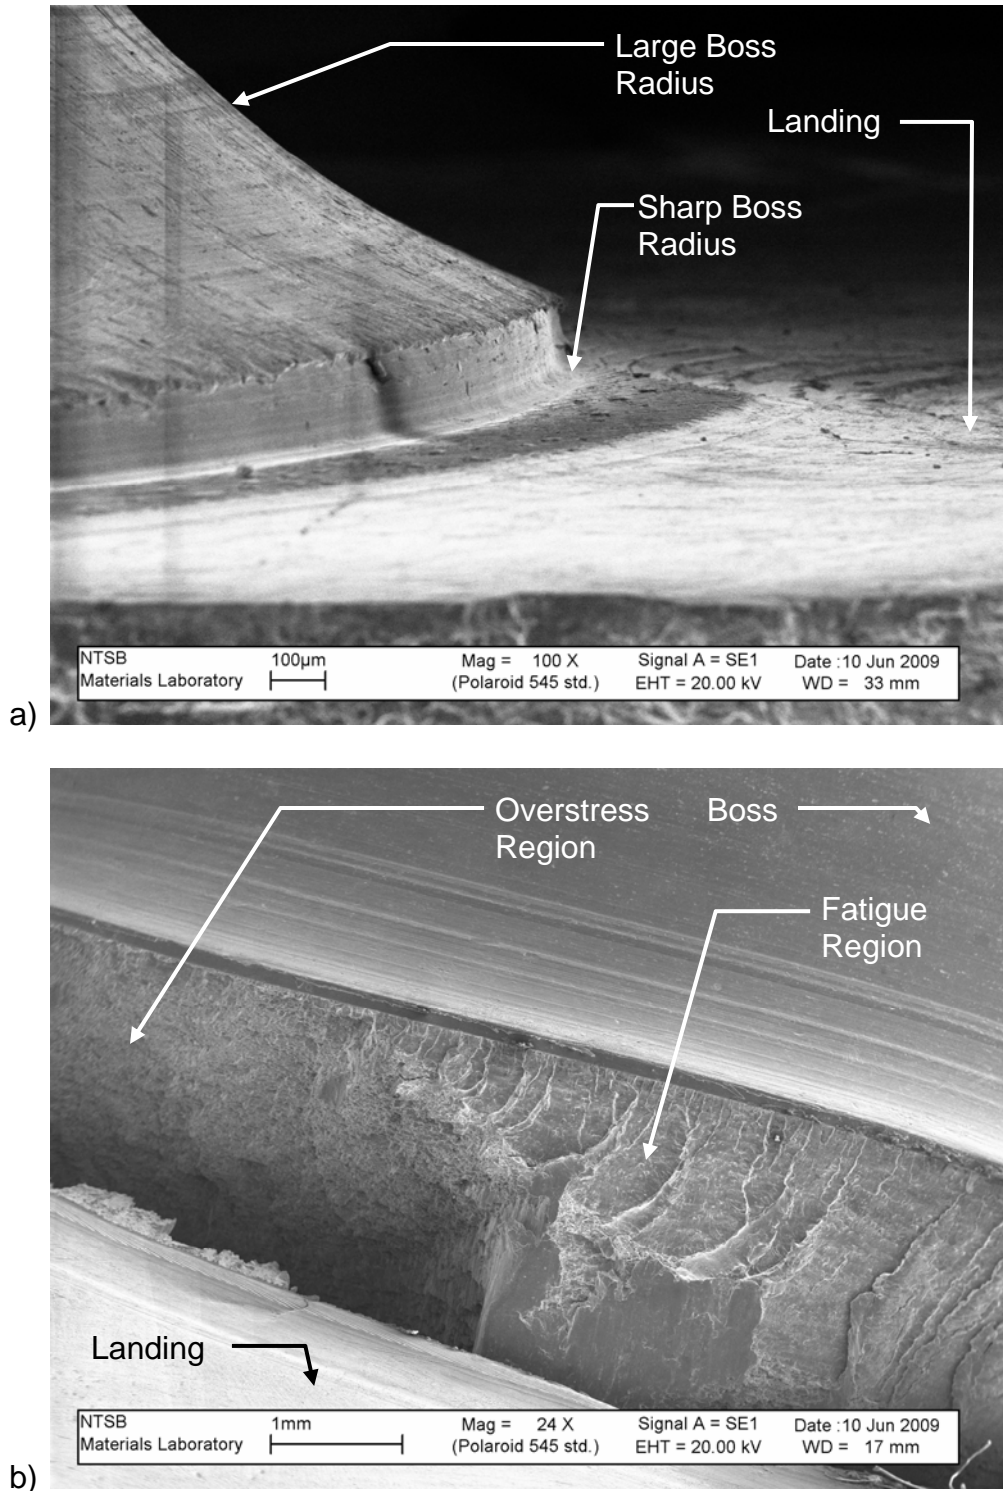 Large Boss
Radius
Landing
Sharp Boss
Radius
NTSB
Materials Laboratory
100µm
Mag = 100 X
(Polaroid 545 std.)
Signal A = SE1
EHT = 20.00 kV
Date :10 Jun 2009
WD = 33 mm
a)
Overstress
Region
Boss
Fatigue
Region
Landing
NTSB
Materials Laboratory
1mm
Mag = 24 X
(Polaroid 545 std.)
Signal A = SE1
EHT = 20.00 kV
Date :10 Jun 2009
WD = 17 mm
b)